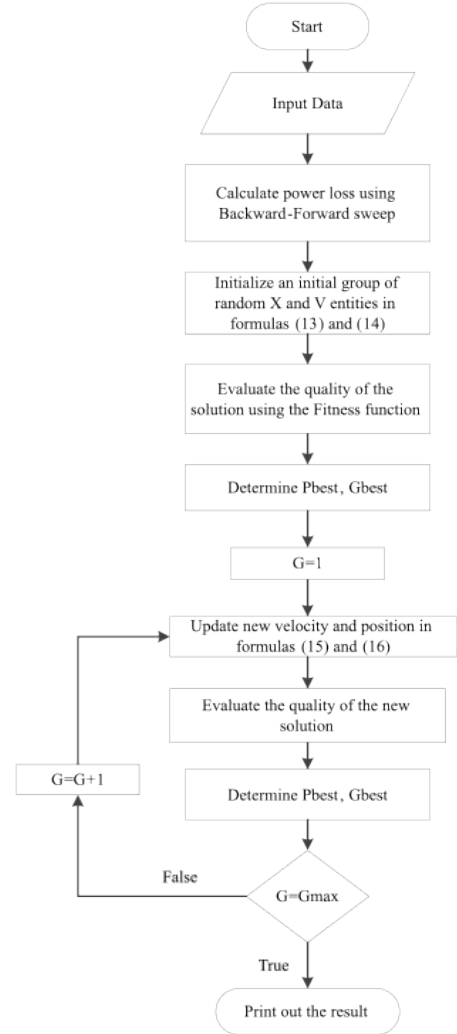 Start
Input Data
Calculate power loss using
Backward-Forward sweep
Initialize an initial group of
random X and V entities in
formulas (13) and (14)
Evaluate the quality of the
solution using the Fitness function
Determine Pbest, Gbest
G=1
Update new velocity and position in
formulas (15) and (16)
Evaluate the quality of the new
solution
G=G+1
Determine Pbest, Gbest
False
G=Gmax
True
Print out the result